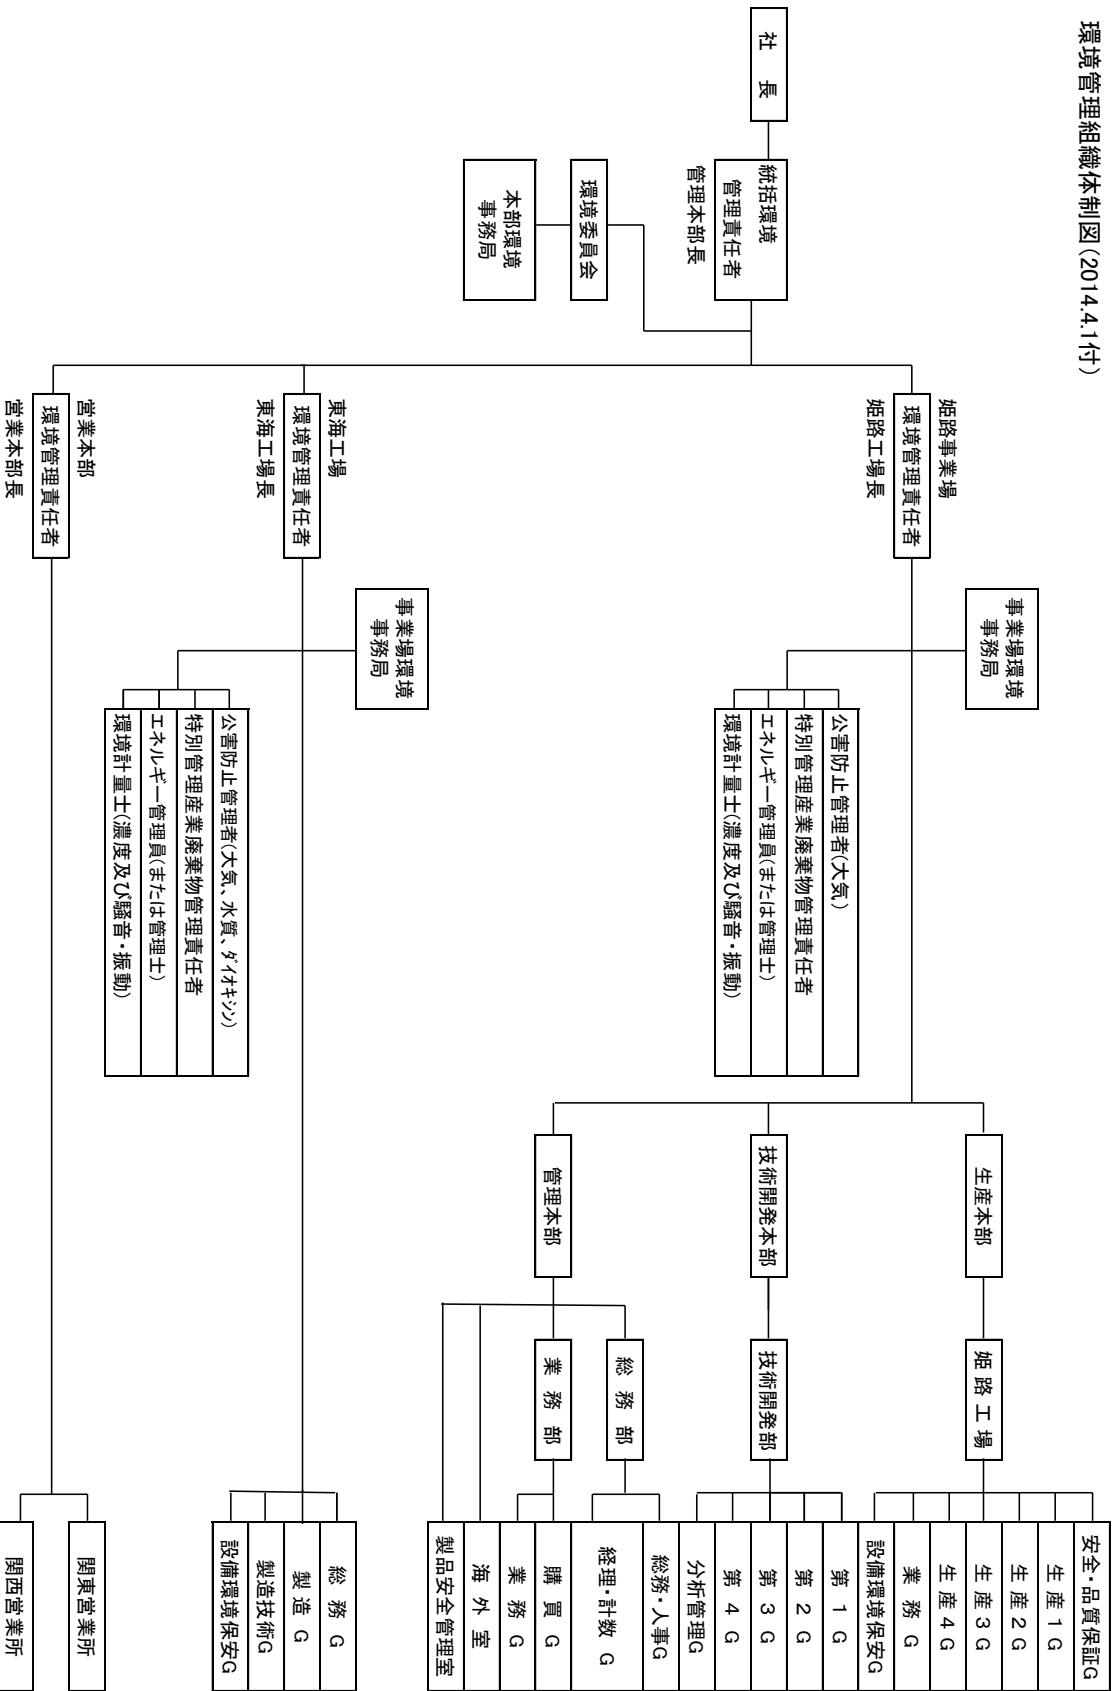 環境管理組織体制図(2014.4.1付)
社 長
統括環境
管理責任者
管理本部長
環境委員会
本部環境
事務局
姫路事業場
環境管理責任者
姫路工場長
事業場環境
事務局
公害防止管理者(大気)
特別管理産業廃棄物管理責任者
エネルギー管理員(または管理士)
環境計量士(濃度及び騒音・振動)
生産本部
姫 路 工 場
安全・品質保証G
生 産 1 G
生 産 2 G
生 産 3 G
生 産 4 G
業 務 G
設備環境保安G
技術開発本部
技術開発部
第 1 G
第 2 G
第 3 G
第 4 G
分析管理G
管理本部
総 務 部
総務・人事G
経理・計数 G
業 務 部
購 買 G
業 務 G
海 外 室
製品安全管理室
東海工場
環境管理責任者
東海工場長
事業場環境
事務局
公害防止管理者(大気、水質、ダイオキシン)
特別管理産業廃棄物管理責任者
エネルギー管理員(または管理士)
環境計量士(濃度及び騒音・振動)
総 務 G
製 造 G
製造技術G
設備環境保安G
営業本部
環境管理責任者
営業本部長
関東営業所
関西営業所